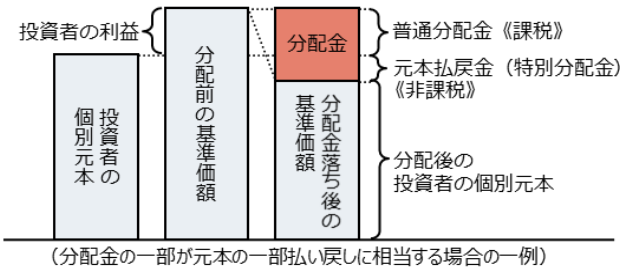 投資者の利益
投資者の
個別元本
分配前の基準価額
分配金
分配金落ち後の
基準価額
普通分配金《課税》
元本払戻金（特別分配金）
《非課税》
分配後の
投資者の個別元本
（分配金の一部が元本の一部払い戻しに相当する場合の一例）